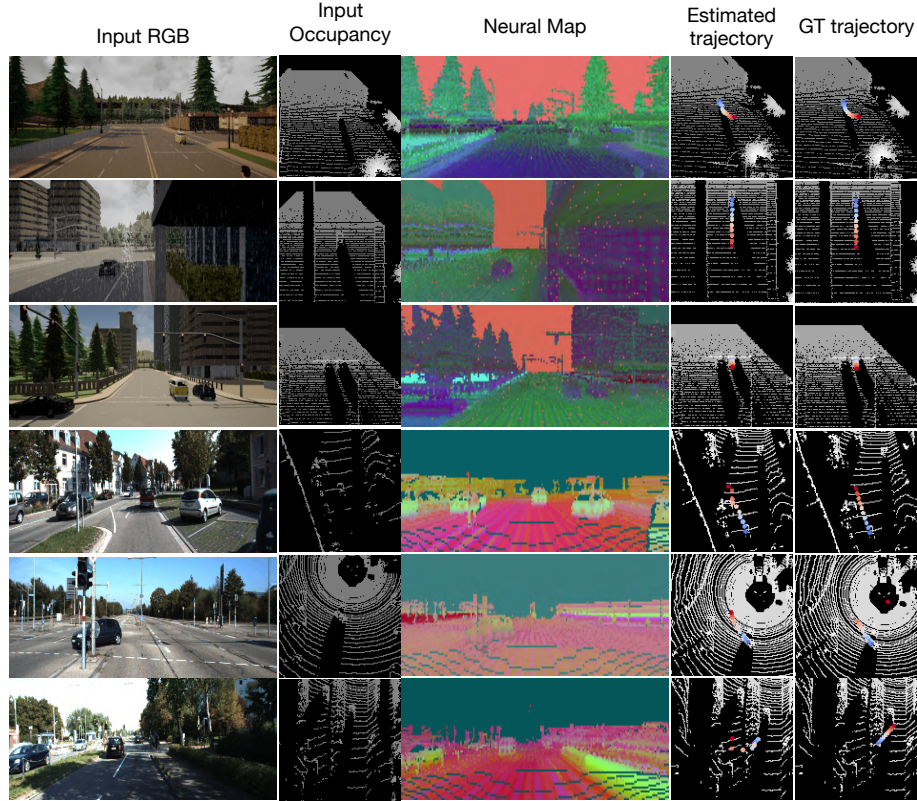 Input RGB
Input
Occupancy
Neural Map
Estimated
trajectory
GT trajectory